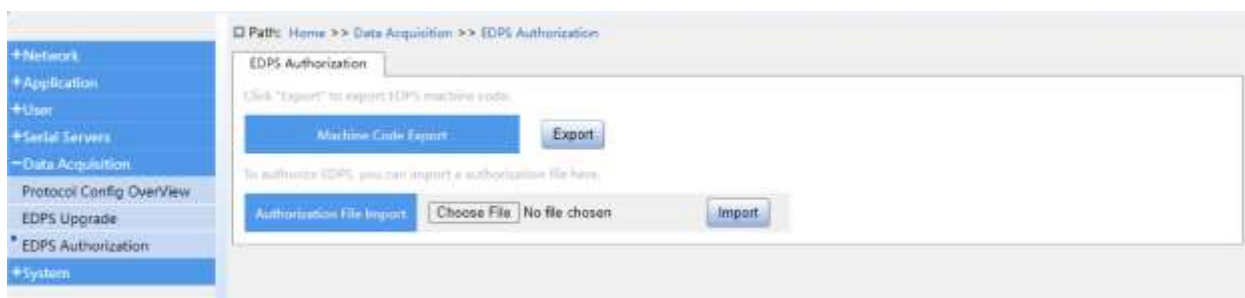 Path: Home >> Data Acquisition >> EDPS Authorization
+Network
+Application
+User
+Serial Servers
−Data Acquisition
Protocol Config OverView
EDPS Upgrade
EDPS Authorization
+System
EDPS Authorization
Click "Export" to export EDPS machine code.
Machine Code Export
Export
To authorize EDPS, you can import a authorization file here.
Authorization File Import
Choose File No file chosen
Import